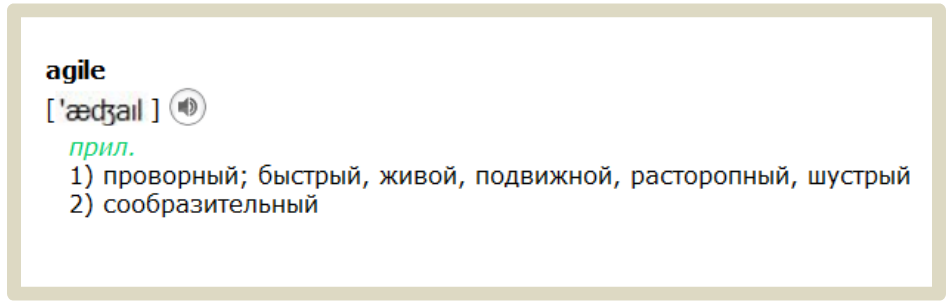 agile
['æʤaɪl ]
прил.
1) проворный; быстрый, живой, подвижной, расторопный, шустрый
2) сообразительный